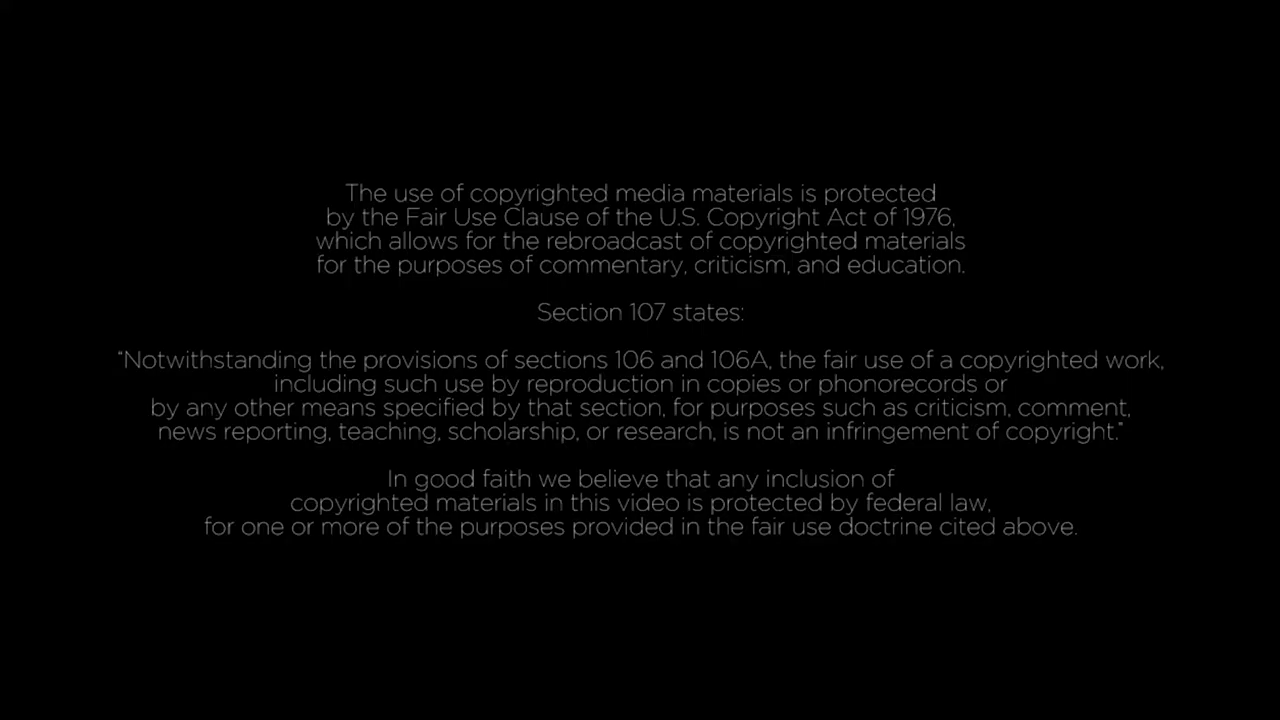 The use of copyrighted media materials is protected
by the Fair Use Clause of the U.S. Copyright Act of 1976,
which allows for the rebroadcast of copyrighted materials
for the purposes of commentary, criticism, and education.
Section 107 states:
“Notwithstanding the provisions of sections 106 and 106A, the fair use of a copyrighted work,
including such use by reproduction in copies or phonorecords or
by any other means specified by that section, for purposes such as criticism, comment,
news reporting, teaching, scholarship, or research, is not an infringement of copyright.”
In good faith we believe that any inclusion of
copyrighted materials in this video is protected by federal law,
for one or more of the purposes provided in the fair use doctrine cited above.